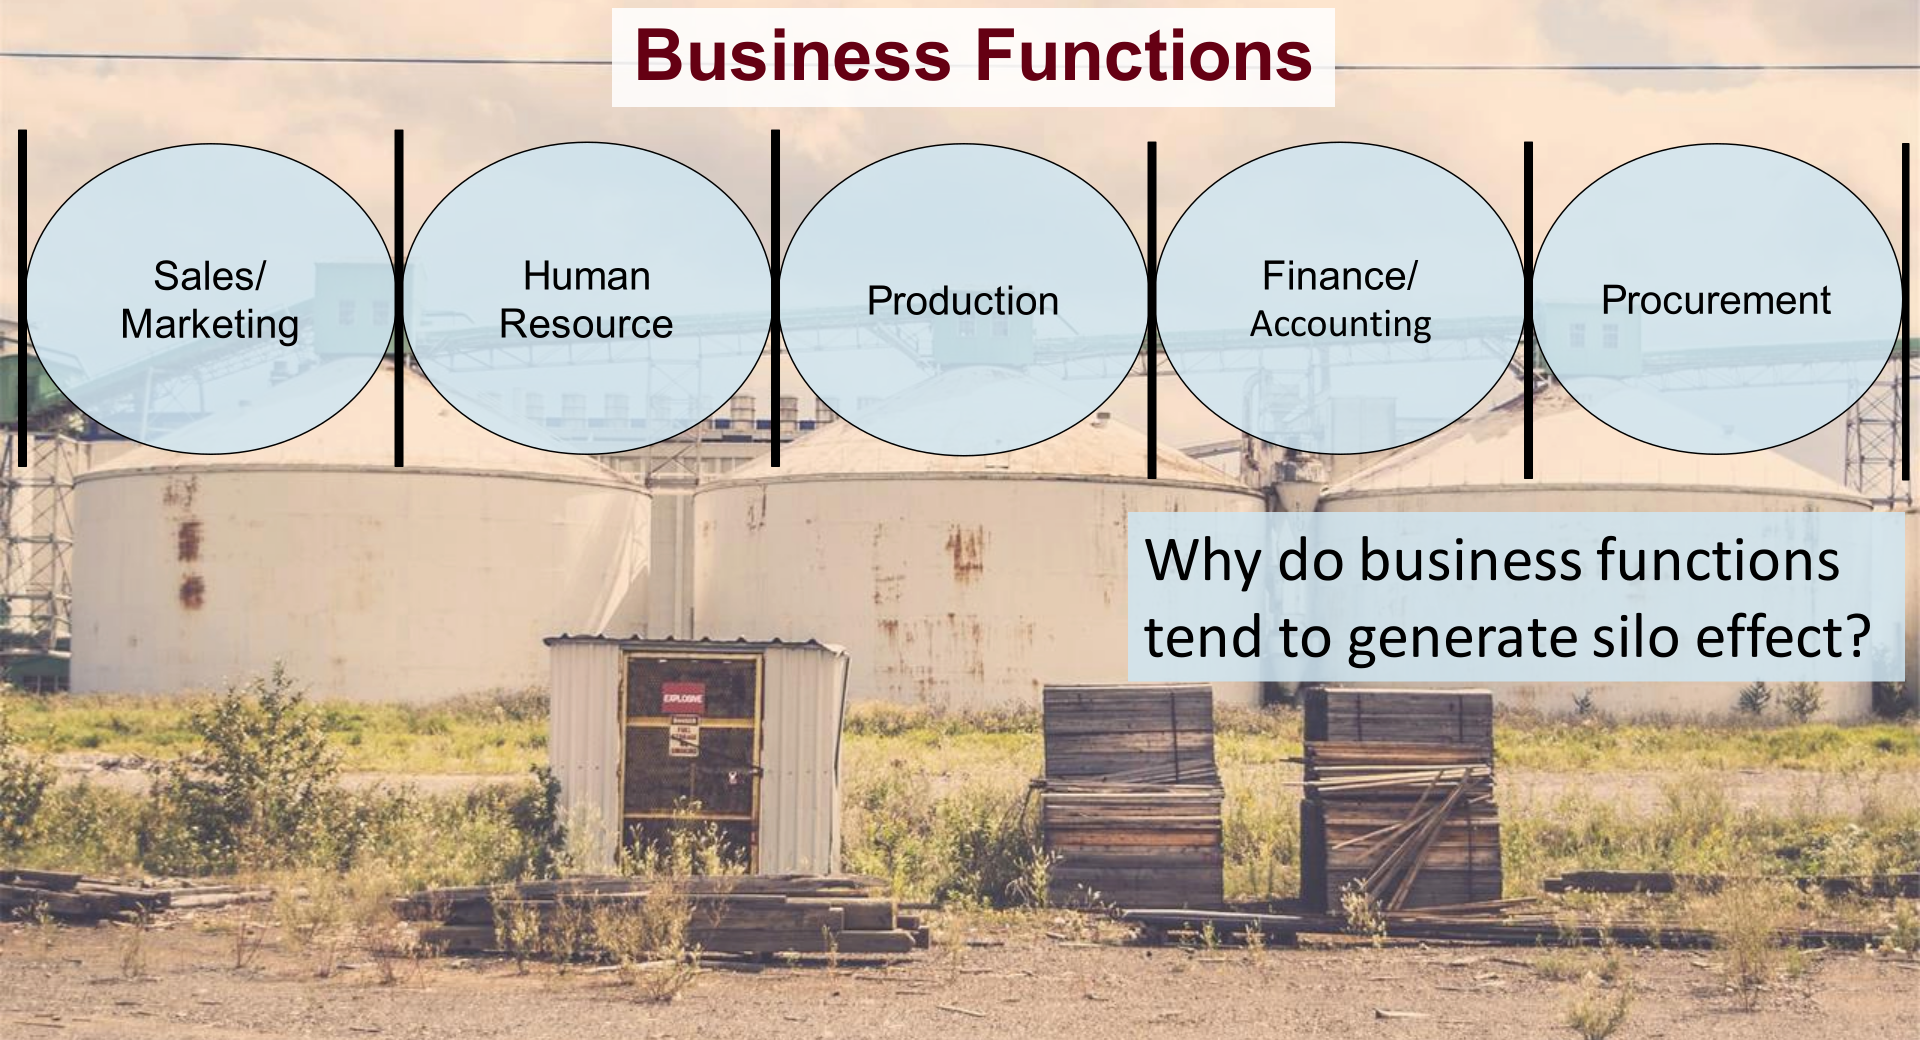 Business Functions
Sales/
Marketing
Human
Resource
Production
Finance/
Accounting
Procurement
Why do business functions
tend to generate silo effect?
EXPLOSIVE
DANGER